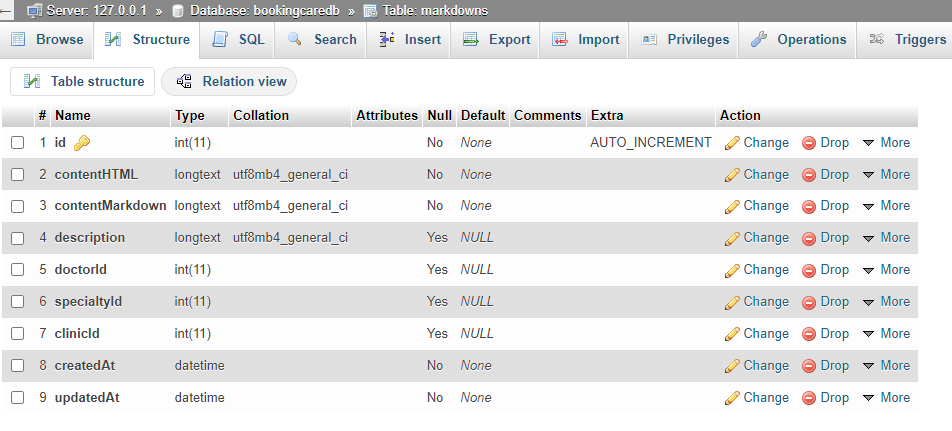 Server: 127.0.0.1 » Database: bookingcaredb » Table: markdowns
Browse Structure SQL Search Insert Export Import Privileges Operations Triggers
Table structure Relation view
# Name Type Collation Attributes Null Default Comments Extra Action
1 id int(11) No None AUTO_INCREMENT Change Drop More
2 contentHTML longtext utf8mb4_general_ci No None Change Drop More
3 contentMarkdown longtext utf8mb4_general_ci No None Change Drop More
4 description longtext utf8mb4_general_ci Yes NULL Change Drop More
5 doctorId int(11) Yes NULL Change Drop More
6 specialtyId int(11) Yes NULL Change Drop More
7 clinicId int(11) Yes NULL Change Drop More
8 createdAt datetime No None Change Drop More
9 updatedAt datetime No None Change Drop More